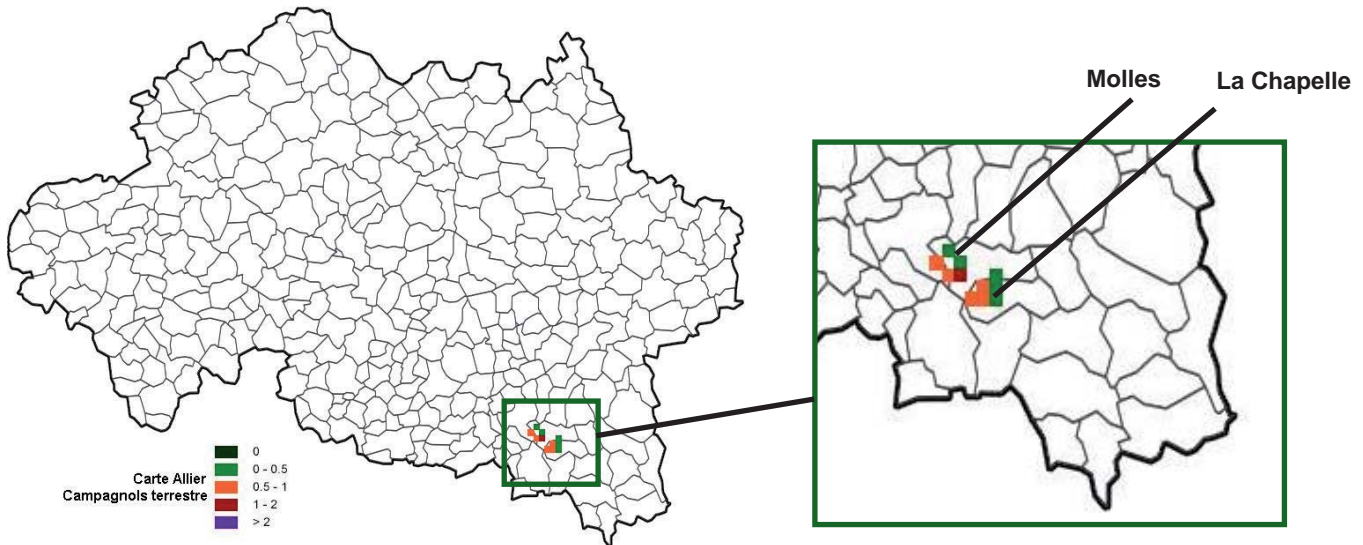 Molles
La Chapelle
Carte Allier
Campagnols terrestre
0
0 - 0.5
0.5 - 1
1 - 2
> 2